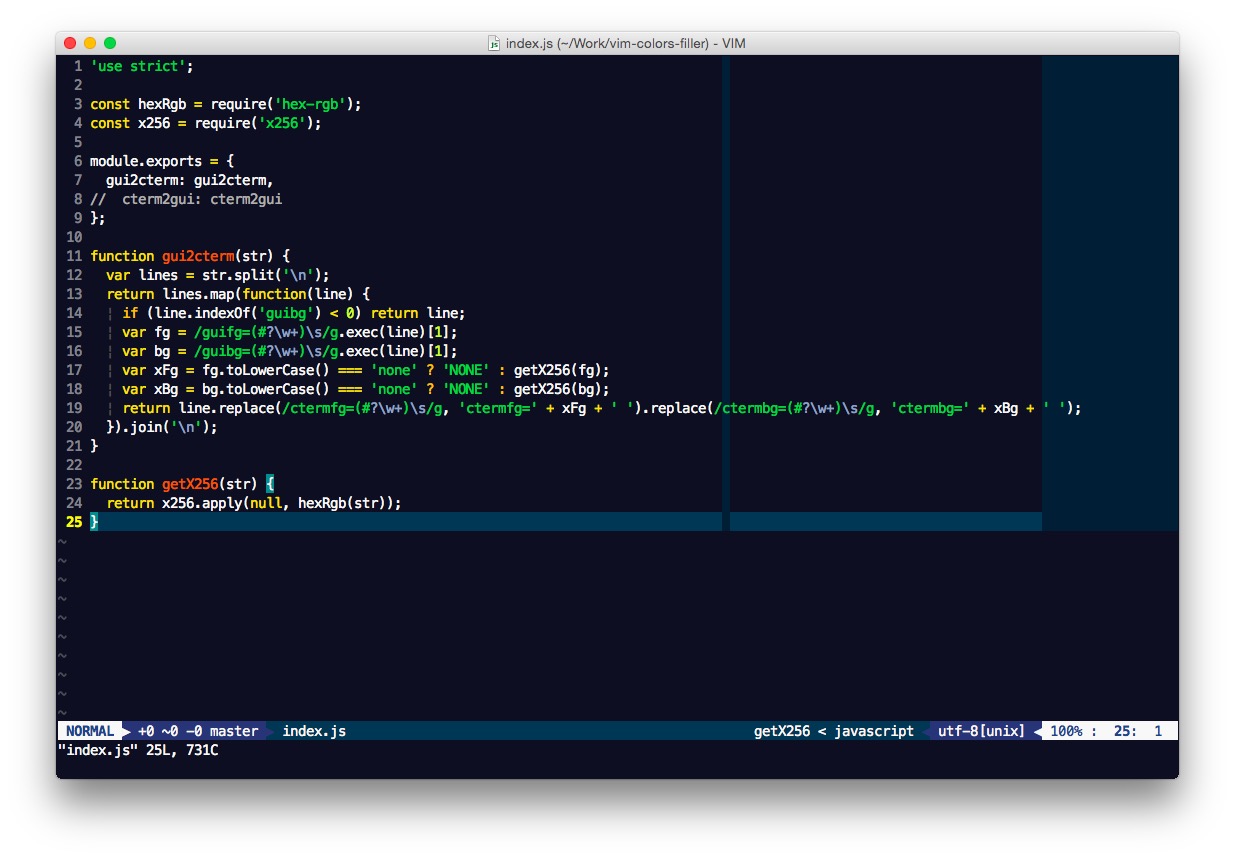 index.js (~/Work/vim-colors-filler) - VIM
1 'use strict';
2
3 const hexRgb = require('hex-rgb');
4 const x256 = require('x256');
5
6 module.exports = {
7   gui2cterm: gui2cterm,
8 //  cterm2gui: cterm2gui
9 };
10
11 function gui2cterm(str) {
12   var lines = str.split('\n');
13   return lines.map(function(line) {
14   ¦ if (line.indexOf('guibg') < 0) return line;
15   ¦ var fg = /guifg=(#?\w+)\s/g.exec(line)[1];
16   ¦ var bg = /guibg=(#?\w+)\s/g.exec(line)[1];
17   ¦ var xFg = fg.toLowerCase() === 'none' ? 'NONE' : getX256(fg);
18   ¦ var xBg = bg.toLowerCase() === 'none' ? 'NONE' : getX256(bg);
19   ¦ return line.replace(/ctermfg=(#?\w+)\s/g, 'ctermfg=' + xFg + ' ').replace(/ctermbg=(#?\w+)\s/g, 'ctermbg=' + xBg + ' ');
20   }).join('\n');
21 }
22
23 function getX256(str) {
24   return x256.apply(null, hexRgb(str));
25 }
~
~
~
~
~
~
~
~
~
~
NORMAL +0 ~0 -0 master index.js getX256 < javascript utf-8[unix] 100% : 25: 1
"index.js" 25L, 731C